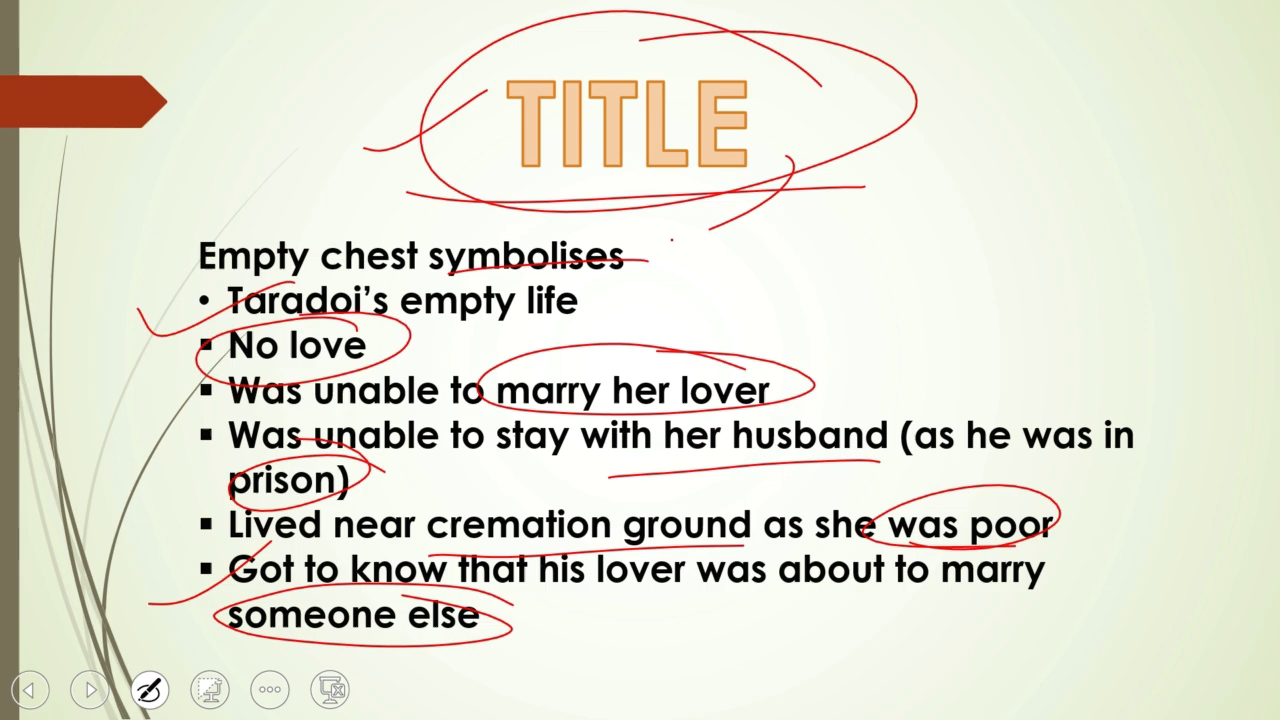 TITLE
Empty chest symbolises
• Taradoi’s empty life
▪ No love
▪ Was unable to marry her lover
▪ Was unable to stay with her husband (as he was in
prison)
▪ Lived near cremation ground as she was poor
▪ Got to know that his lover was about to marry
someone else